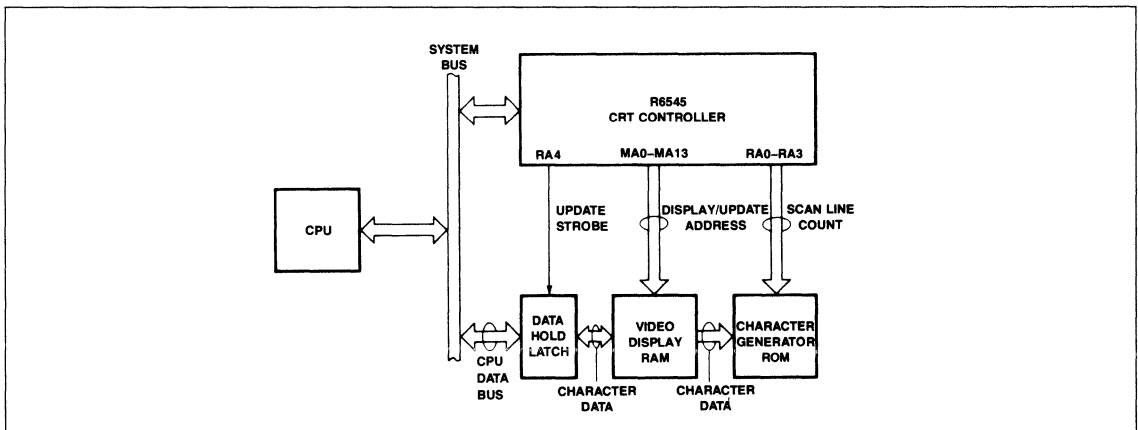 SYSTEM
BUS
R6545
CRT CONTROLLER
RA4
MA0–MA13
RA0–RA3
UPDATE
STROBE
DISPLAY/UPDATE
ADDRESS
SCAN LINE
COUNT
CPU
DATA
HOLD
LATCH
VIDEO
DISPLAY
RAM
CHARACTER
GENERATOR
ROM
CPU
DATA
BUS
CHARACTER
DATA
CHARACTER
DATA